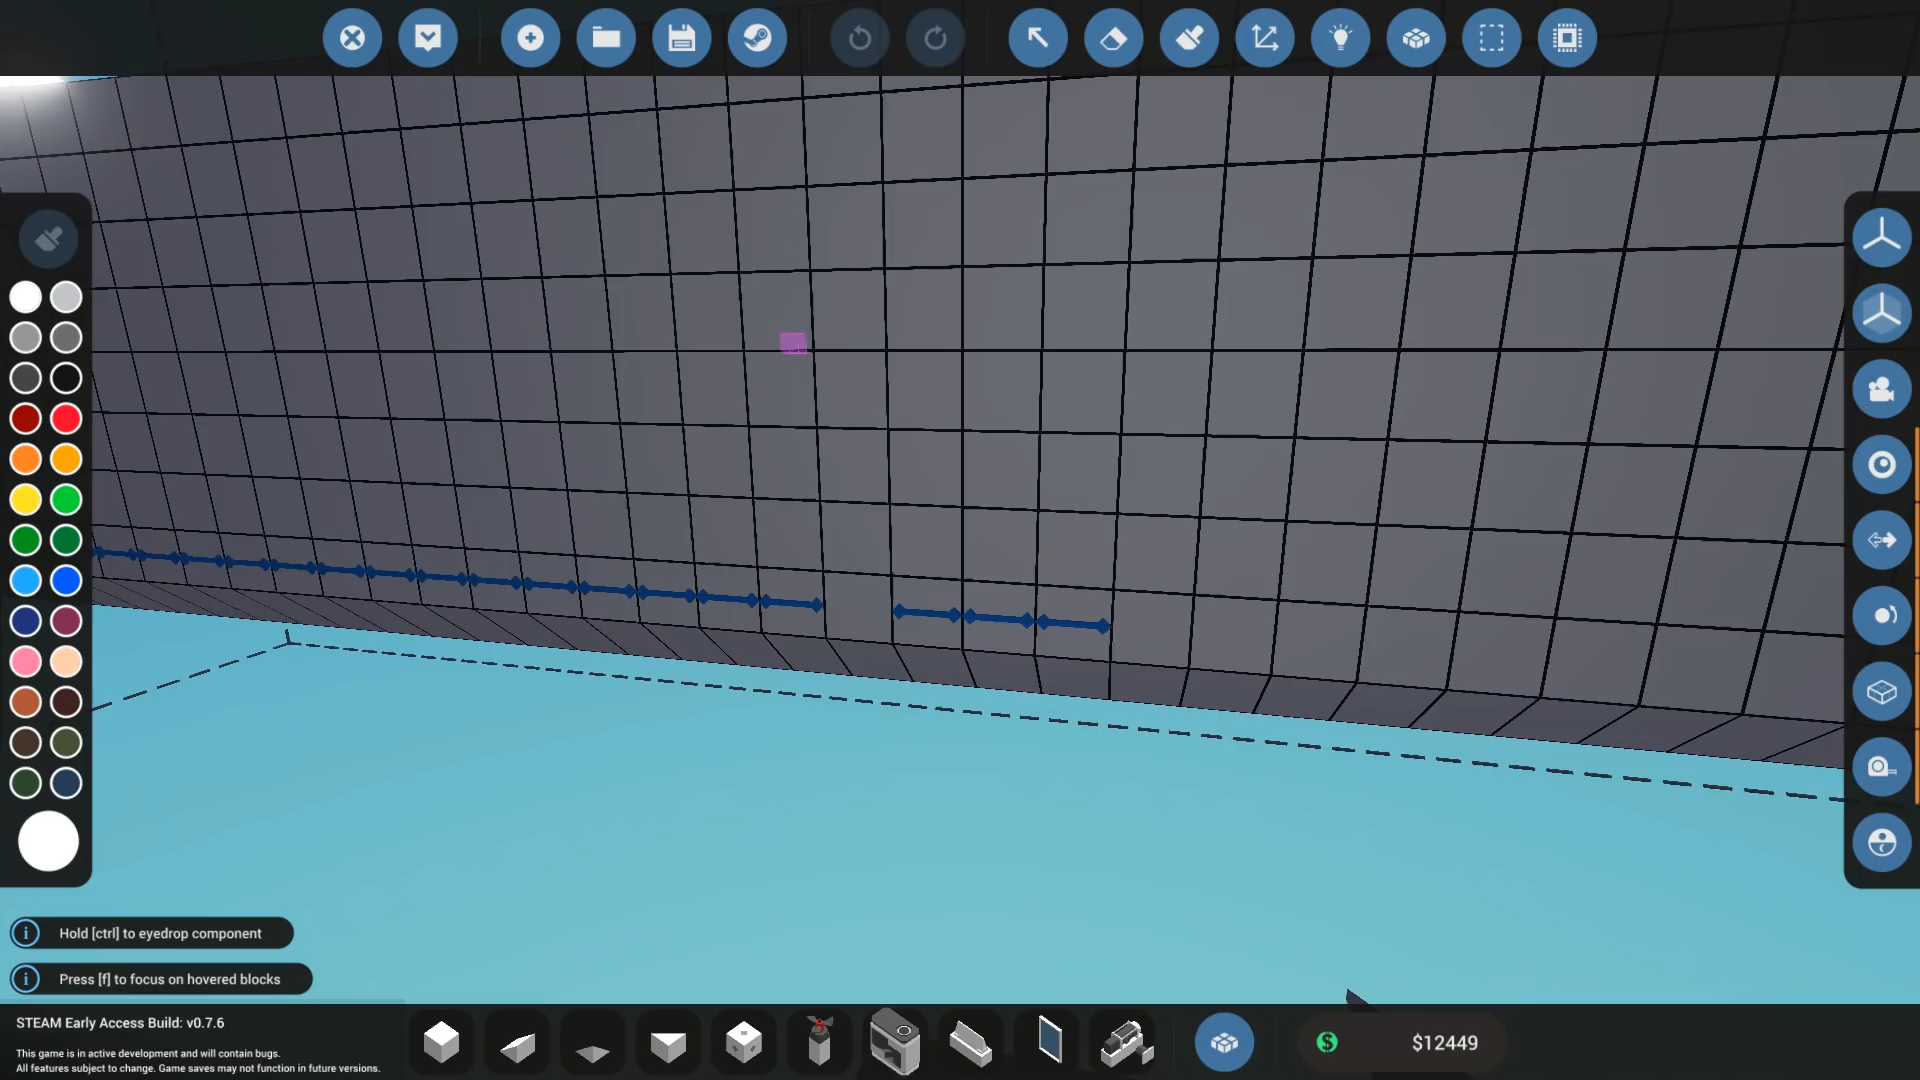 Hold [ctrl] to eyedrop component
Press [f] to focus on hovered blocks
STEAM Early Access Build: v0.7.6
This game is in active development and will contain bugs.
All features subject to change. Game saves may not function in future versions.
$12449